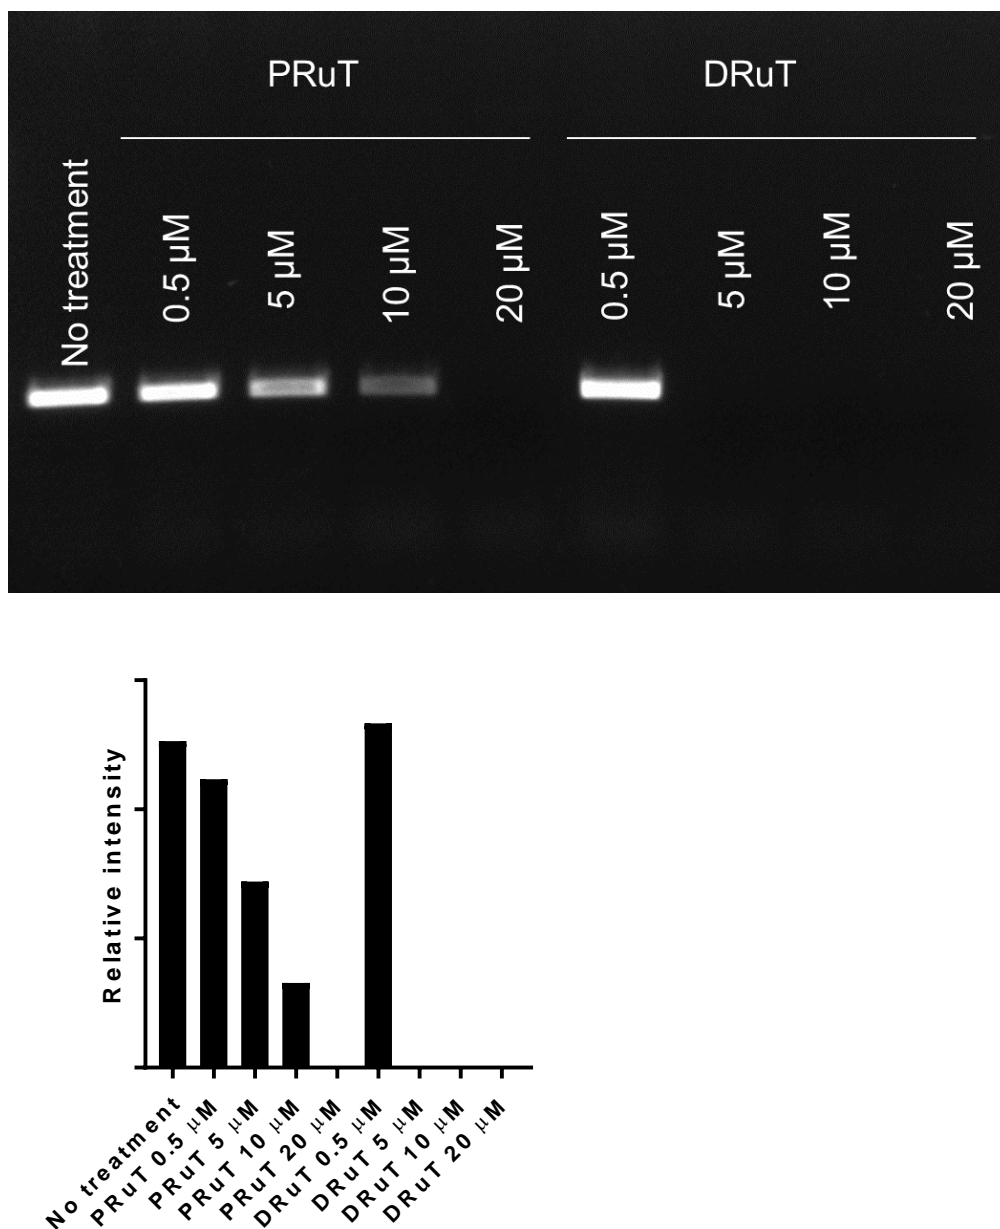 PRuT
DRuT
No treatment
0.5 µM
5 µM
10 µM
20 µM
0.5 µM
5 µM
10 µM
20 µM
Relative intensity
No treatment
PRuT 0.5 µM
PRuT 5 µM
PRuT 10 µM
PRuT 20 µM
DRuT 0.5 µM
DRuT 5 µM
DRuT 10 µM
DRuT 20 µM